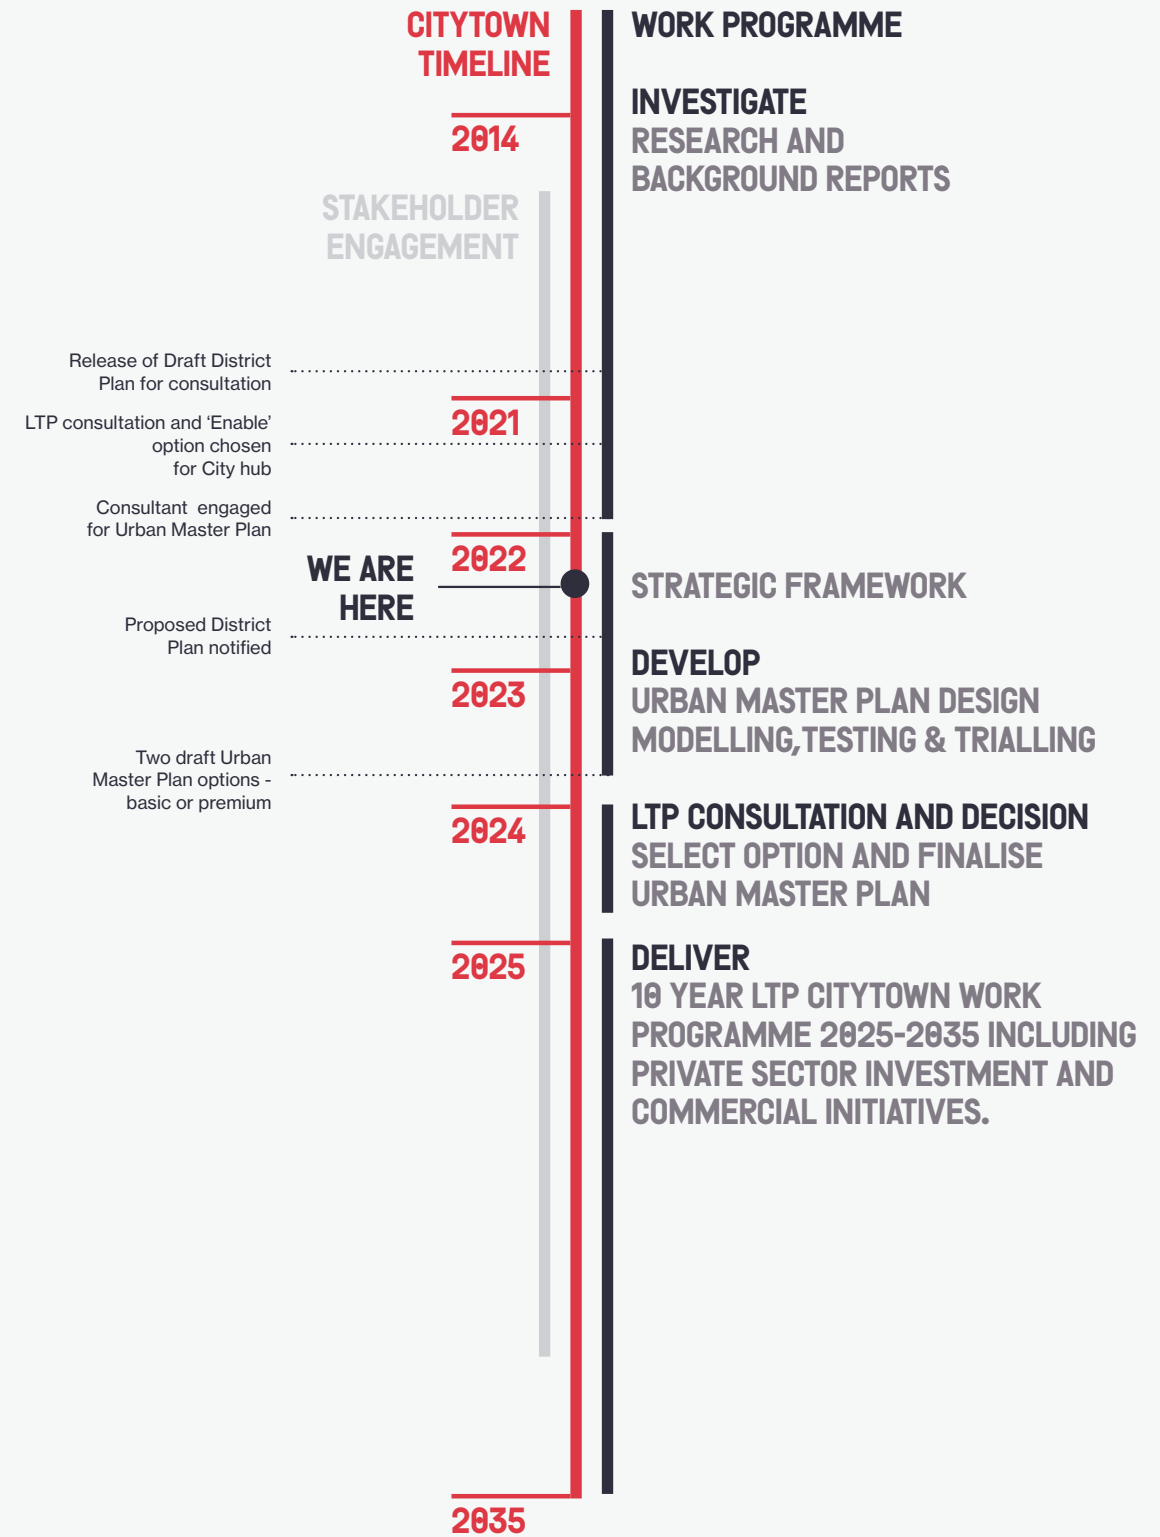 CITYTOWN
TIMELINE
WORK PROGRAMME
INVESTIGATE
RESEARCH AND
BACKGROUND REPORTS
2014
STAKEHOLDER
ENGAGEMENT
Release of Draft District
Plan for consultation
2021
LTP consultation and ‘Enable’
option chosen
for City hub
Consultant  engaged
for Urban Master Plan
2022
WE ARE
HERE
STRATEGIC FRAMEWORK
Proposed District
Plan notified
DEVELOP
URBAN MASTER PLAN DESIGN
MODELLING,TESTING & TRIALLING
2023
Two draft Urban
Master Plan options -
basic or premium
2024
LTP CONSULTATION AND DECISION
SELECT OPTION AND FINALISE
URBAN MASTER PLAN
2025
DELIVER
10 YEAR LTP CITYTOWN WORK
PROGRAMME 2025-2035 INCLUDING
PRIVATE SECTOR INVESTMENT AND
COMMERCIAL INITIATIVES.
2035